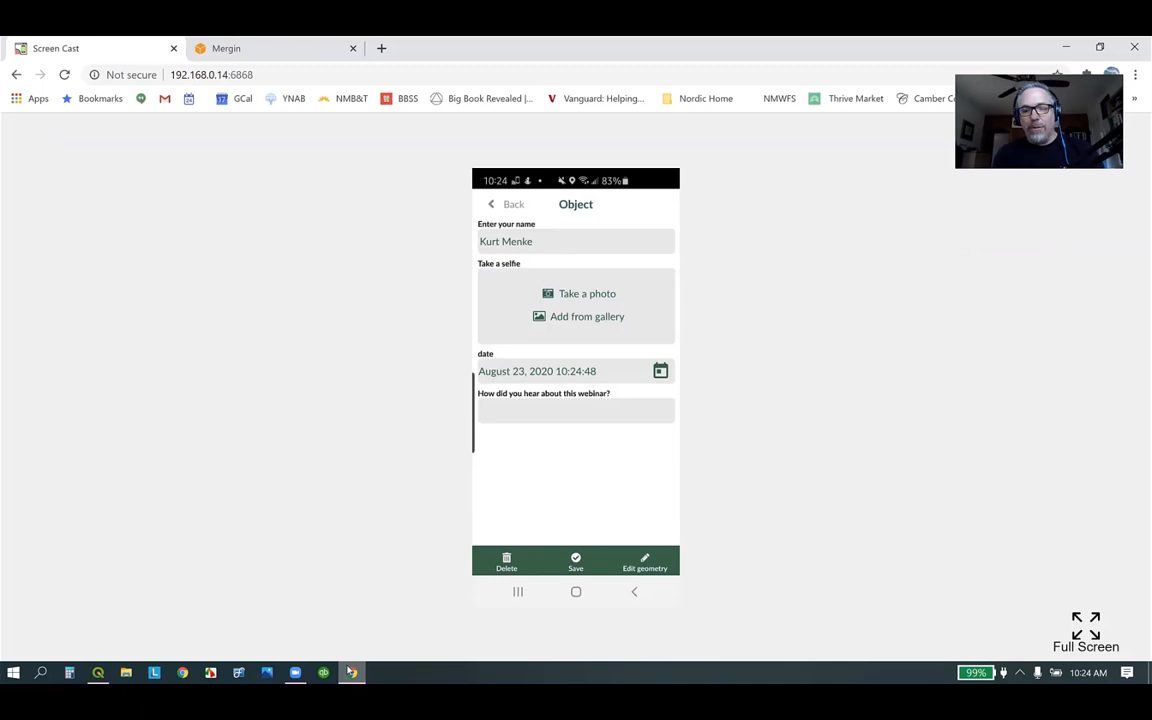 Screen Cast
Mergin
Not secure
192.168.0.14:6868
Apps
Bookmarks
GCal
YNAB
NMB&T
BBSS
Big Book Revealed |...
Vanguard: Helping...
Nordic Home
NMWFS
Thrive Market
Camber Co
10:24
83%
Back
Object
Enter your name
Kurt Menke
Take a selfie
Take a photo
Add from gallery
date
August 23, 2020 10:24:48
How did you hear about this webinar?
Delete
Save
Edit geometry
Full Screen
99%
10:24 AM